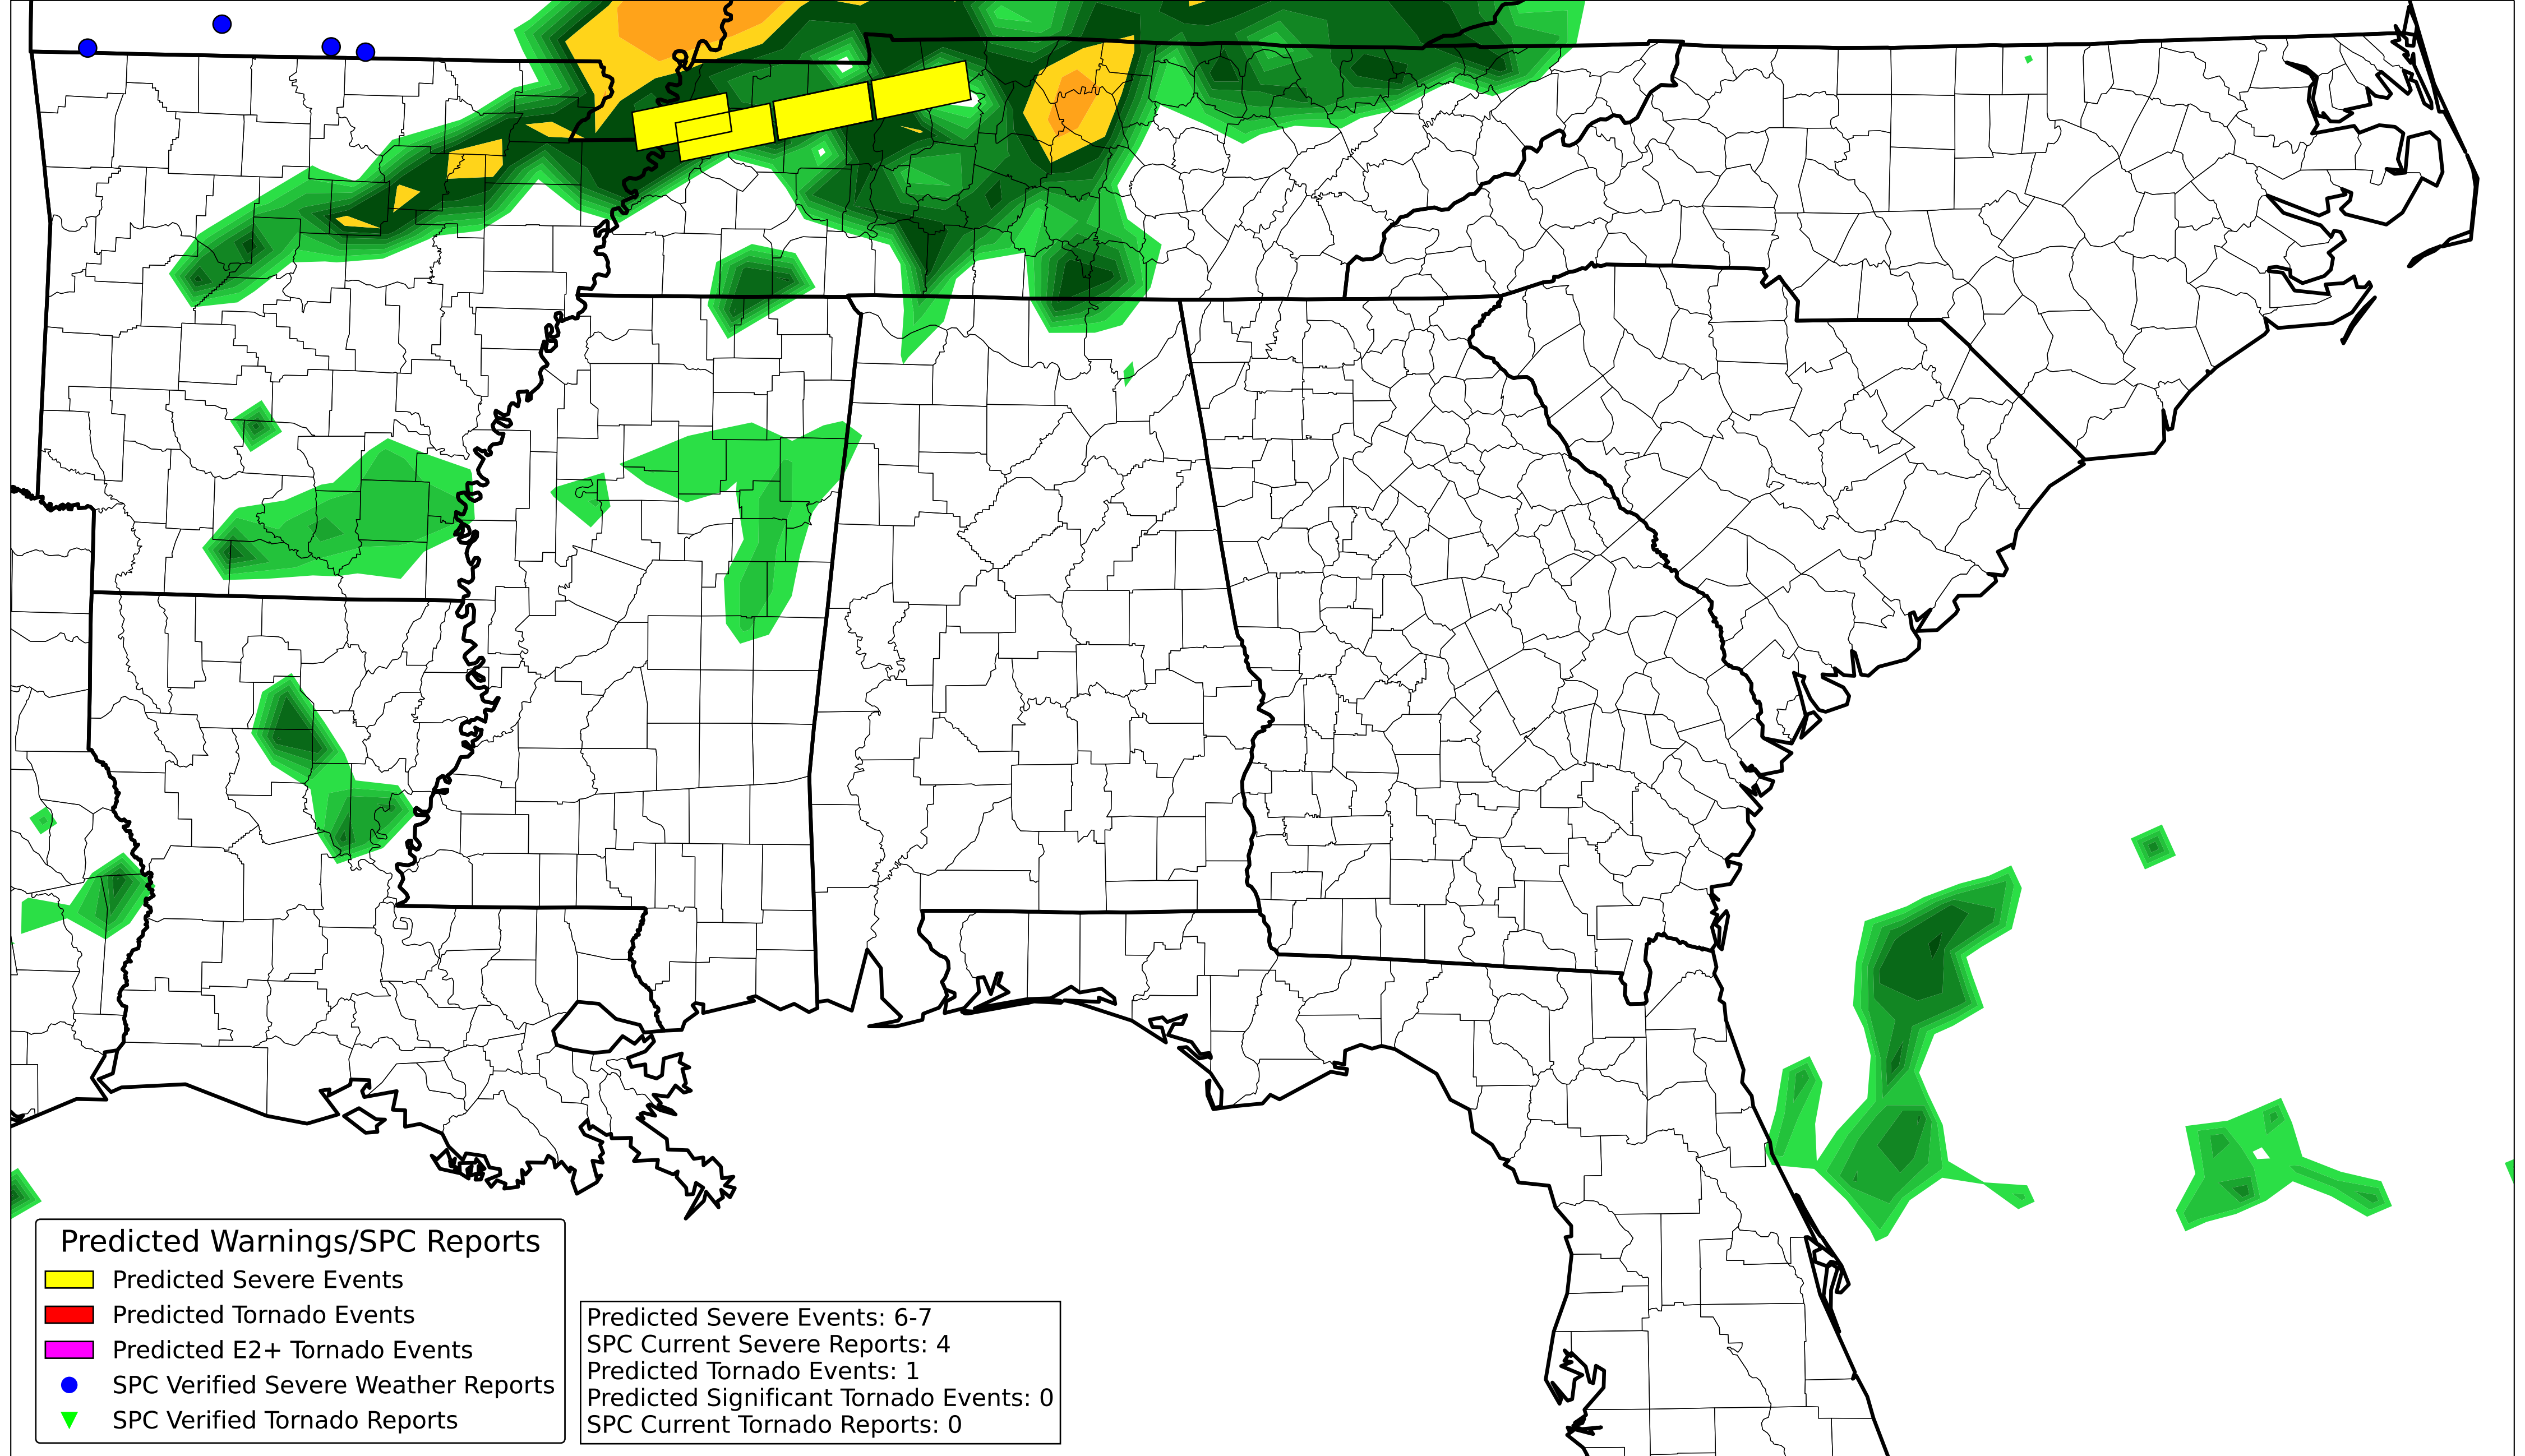 Predicted Warnings/SPC Reports
Predicted Severe Events
Predicted Tornado Events
Predicted E2+ Tornado Events
SPC Verified Severe Weather Reports
SPC Verified Tornado Reports
Predicted Severe Events: 6-7
SPC Current Severe Reports: 4
Predicted Tornado Events: 1
Predicted Significant Tornado Events: 0
SPC Current Tornado Reports: 0